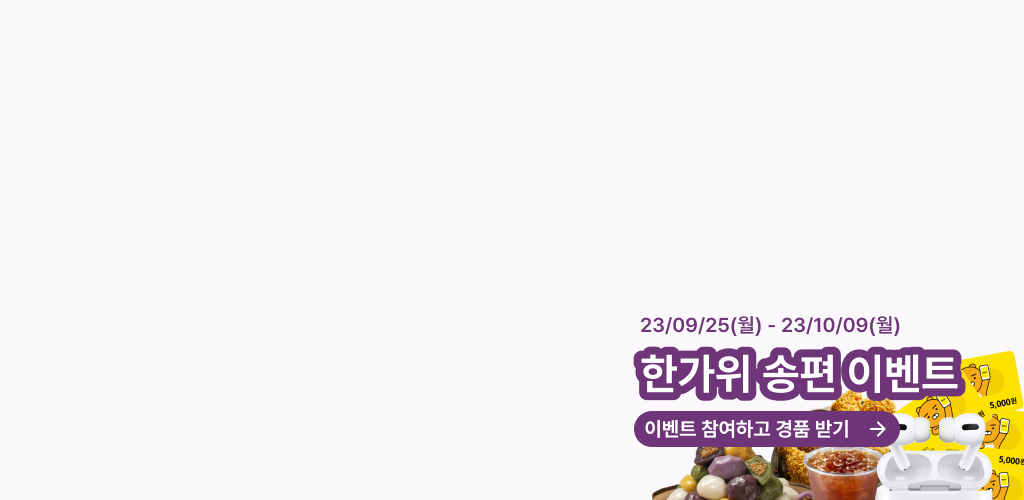 23/09/25(월) - 23/10/09(월)
한가위 송편 이벤트
이벤트 참여하고 경품 받기
5,000원
원
5,000원